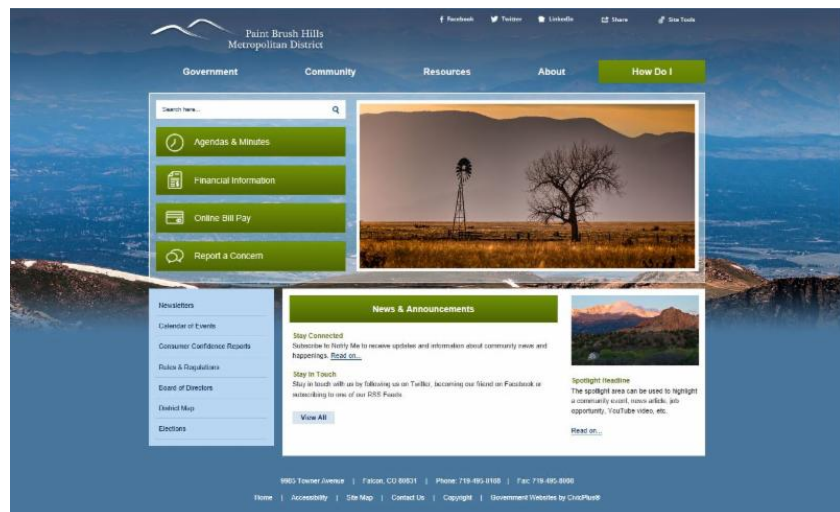 Facebook Twitter LinkedIn Share Site Tools
Paint Brush Hills
Metropolitan District
Government Community Resources About How Do I
Search here...
Agendas & Minutes
Financial Information
Online Bill Pay
Report a Concern
Newsletters
Calendar of Events
Consumer Confidence Reports
Rules & Regulations
Board of Directors
District Map
Elections
News & Announcements
Stay Connected
Subscribe to Notify Me to receive updates and information about community news and
happenings. Read on...
Stay In Touch
Stay in touch with us by following us on Twitter, becoming our friend on Facebook or
subscribing to one of our RSS Feeds
View All
Spotlight Headline
The spotlight area can be used to highlight
a community event, news article, job
opportunity, YouTube video, etc.
Read on...
9985 Towner Avenue | Falcon, CO 80831 | Phone: 719-495-8188 | Fax: 719-495-8900
Home | Accessibility | Site Map | Contact Us | Copyright | Government Websites by CivicPlus®